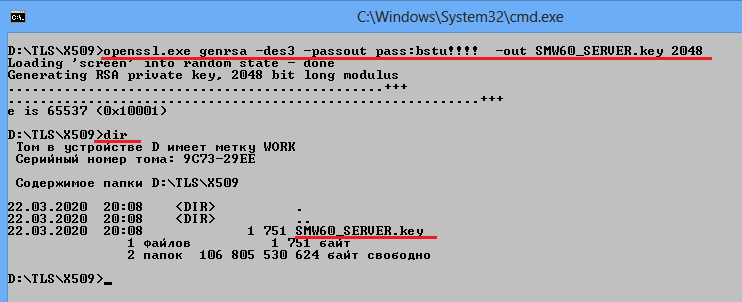 C:\Windows\System32\cmd.exe
D:\TLS\X509>openssl.exe genrsa -des3 -passout pass:bstu!!!!  -out SMW60_SERVER.key 2048
Loading 'screen' into random state - done
Generating RSA private key, 2048 bit long modulus
...............................................+++
...........................................................+++
e is 65537 (0x10001)
D:\TLS\X509>dir
Том в устройстве D имеет метку WORK
Серийный номер тома: 9C73-29EE
Содержимое папки D:\TLS\X509
22.03.2020  20:08    <DIR>          .
22.03.2020  20:08    <DIR>          ..
22.03.2020  20:08             1 751 SMW60_SERVER.key
1 файлов          1 751 байт
2 папок  106 805 530 624 байт свободно
D:\TLS\X509>_